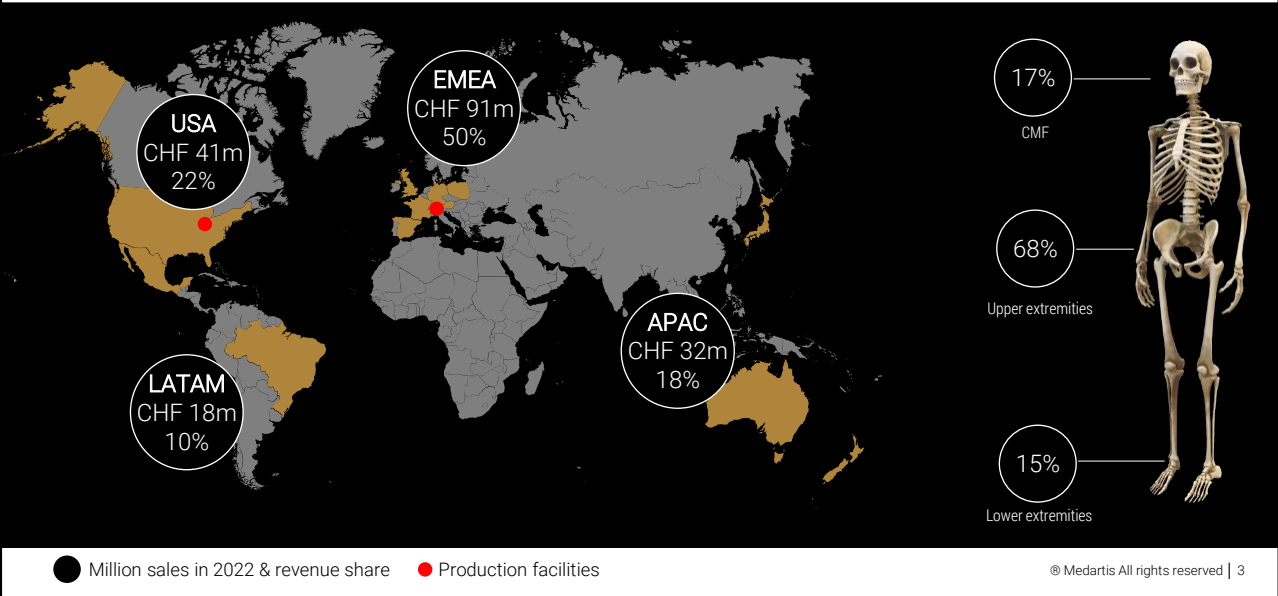 USA
CHF 41m
22%
EMEA
CHF 91m
50%
LATAM
CHF 18m
10%
APAC
CHF 32m
18%
17%
CMF
68%
Upper extremities
15%
Lower extremities
Million sales in 2022 & revenue share
Production facilities
® Medartis All rights reserved | 3